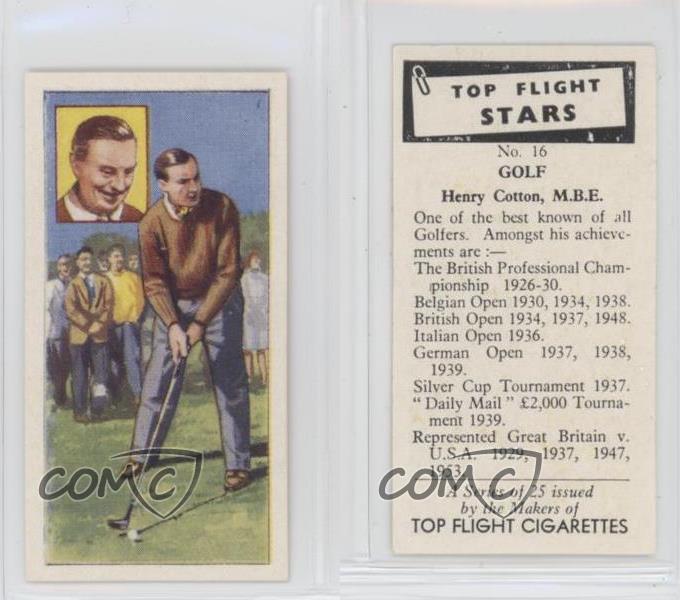 TOP FLIGHT
STARS
No. 16
GOLF
Henry Cotton, M.B.E.
One of the best known of all
Golfers. Amongst his achieve-
ments are :—
The British Professional Cham-
pionship 1926-30.
Belgian Open 1930, 1934, 1938.
British Open 1934, 1937, 1948.
Italian Open 1936.
German Open 1937, 1938,
1939.
Silver Cup Tournament 1937.
“ Daily Mail ” £2,000 Tourna-
ment 1939.
Represented Great Britain v.
U.S.A. 1929, 1937, 1947,
1953.
A Series of 25 issued
by the Makers of
TOP FLIGHT CIGARETTES
COMC
COMC